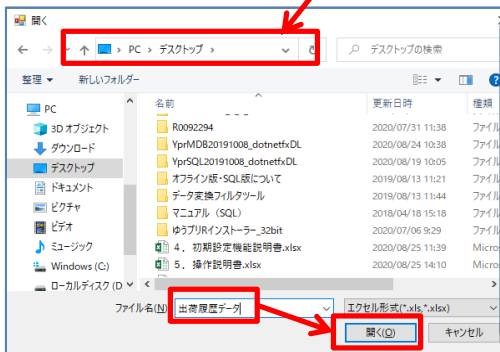 開く
PC › デスクトップ ›
デスクトップの検索
整理 新しいフォルダー
名前 更新日時 種類
PC
3D オブジェクト
ダウンロード
デスクトップ
ドキュメント
ピクチャ
ビデオ
ミュージック
Windows (C:)
ローカルディスク (D
R0092294 2020/07/31 11:38 ファイル
YprMDB20191008_dotnetfxDL 2020/08/24 10:38 ファイル
YprSQL20191008_dotnetfxDL 2020/08/19 10:05 ファイル
オフライン版・SQL版について 2019/08/13 11:21 ファイル
データ変換フィルタツール 2019/08/13 11:44 ファイル
マニュアル（SQL） 2018/04/18 15:18 ファイル
ゆうプリRインストーラー_32bit 2020/07/06 9:29 ファイル
4．初期設定機能説明書.xlsx 2020/08/25 11:39 Micros
5．操作説明書.xlsx 2020/08/25 14:10 Micros
ファイル名(N): 出荷履歴データ エクセル形式(*.xls,*.xlsx)
開く(O) キャンセル